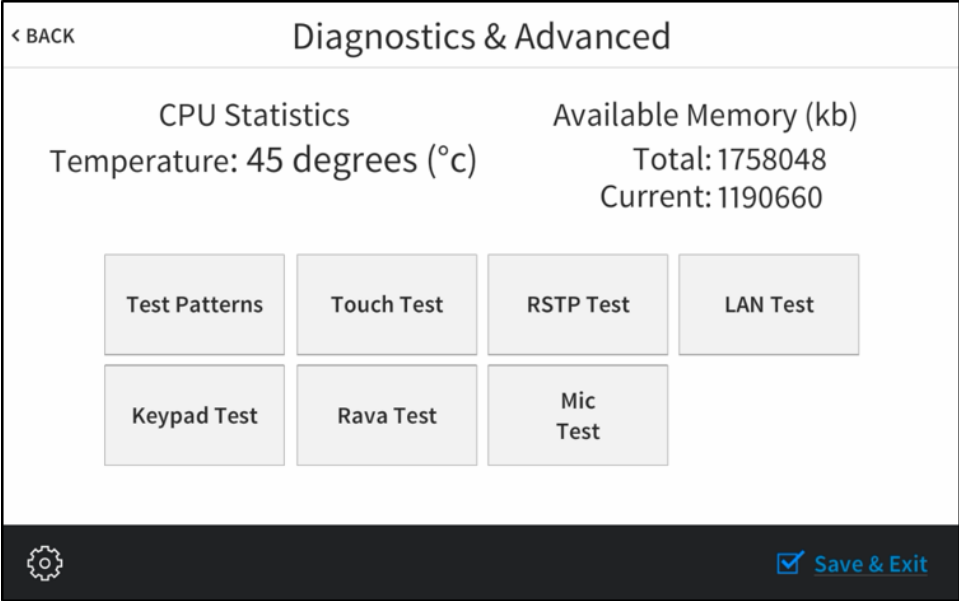 < BACK
Diagnostics & Advanced
CPU Statistics
Temperature: 45 degrees (°c)
Available Memory (kb)
Total: 1758048
Current: 1190660
Test Patterns
Touch Test
RSTP Test
LAN Test
Keypad Test
Rava Test
Mic
Test
Save & Exit